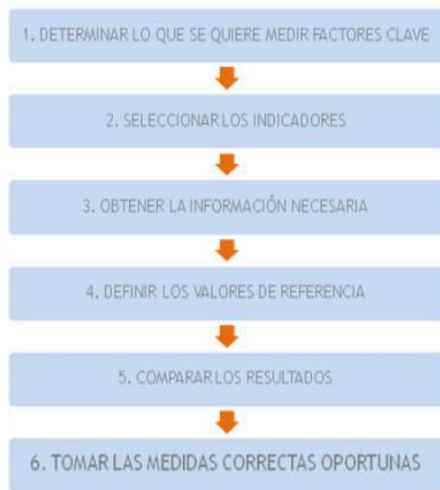 1. DETERMINAR LO QUE SE QUIERE MEDIR FACTORES CLAVE
2. SELECCIONAR LOS INDICADORES
3. OBTENER LA INFORMACIÓN NECESARIA
4. DEFINIR LOS VALORES DE REFERENCIA
5. COMPARAR LOS RESULTADOS
6. TOMAR LAS MEDIDAS CORRECTAS OPORTUNAS